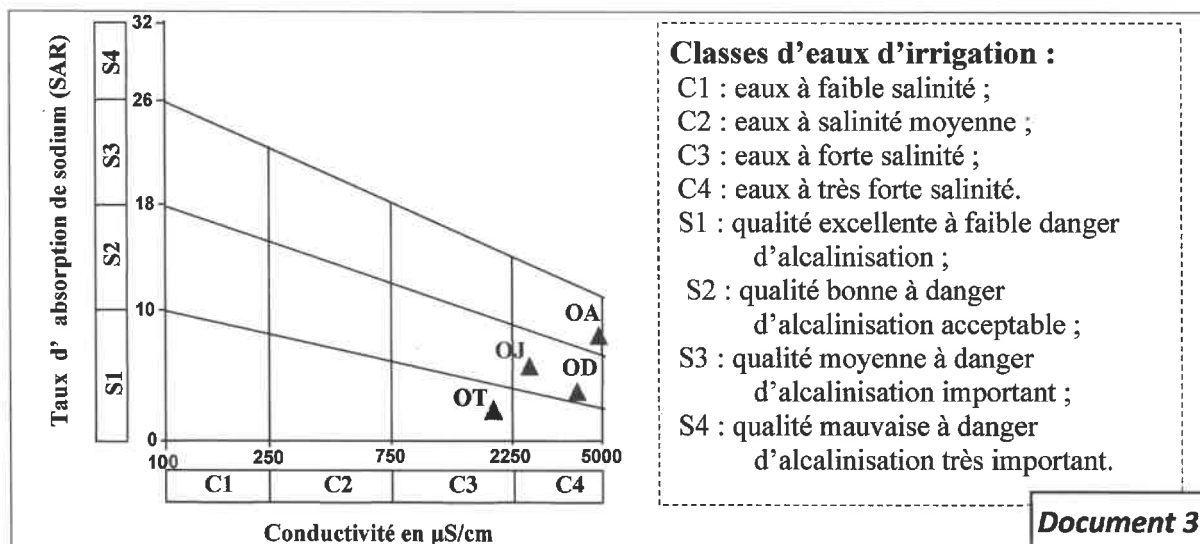 Taux d' absorption de sodium (SAR)
S4
S3
S2
S1
32
26
18
10
0
OA
OJ
OD
OT
100
250
750
2250
5000
C1
C2
C3
C4
Conductivité en µS/cm
Classes d'eaux d'irrigation :
C1 : eaux à faible salinité ;
C2 : eaux à salinité moyenne ;
C3 : eaux à forte salinité ;
C4 : eaux à très forte salinité.
S1 : qualité excellente à faible danger
d'alcalinisation ;
S2 : qualité bonne à danger
d'alcalinisation acceptable ;
S3 : qualité moyenne à danger
d'alcalinisation important ;
S4 : qualité mauvaise à danger
d'alcalinisation très important.
Document 3